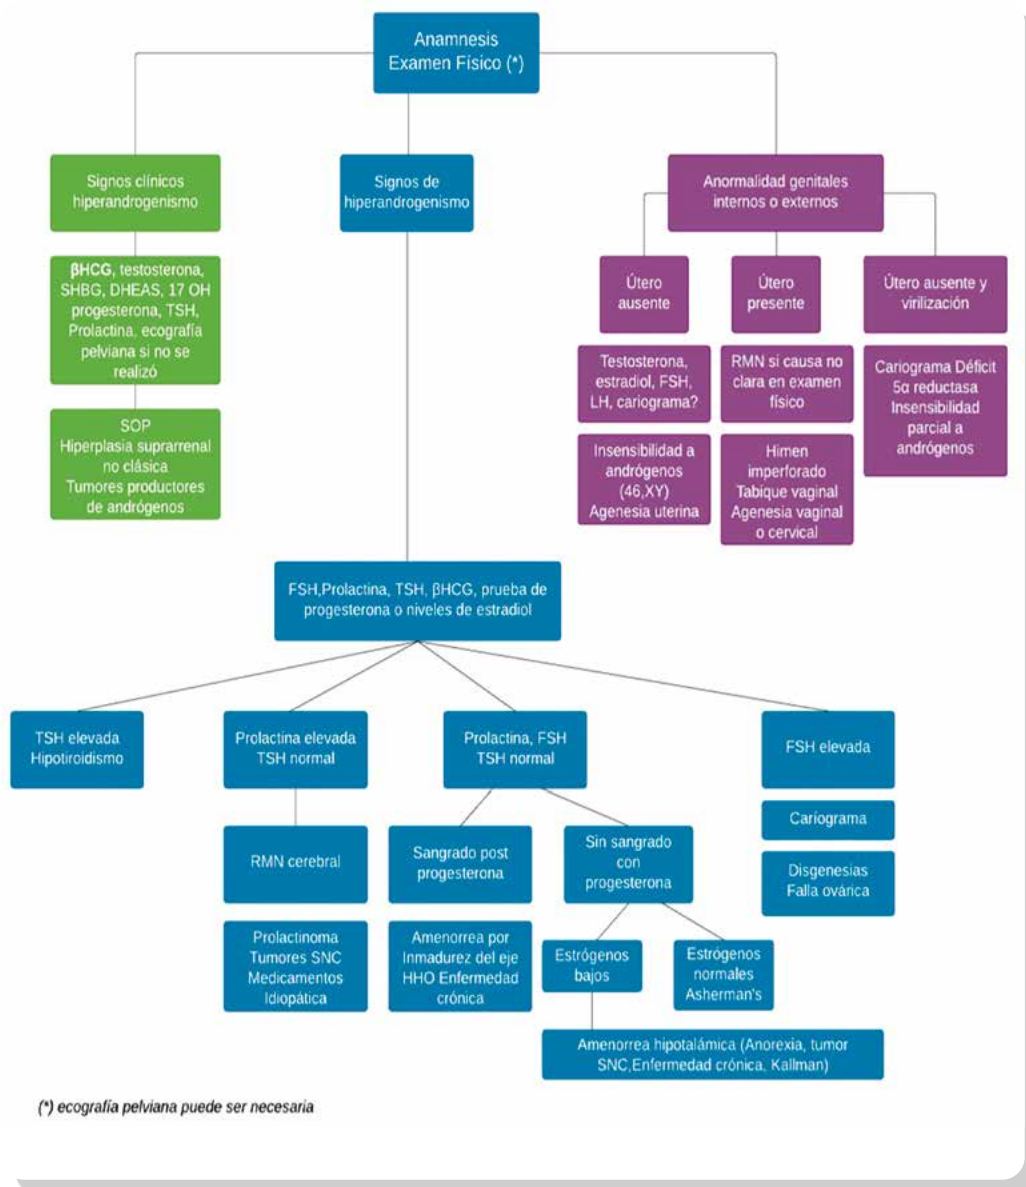 Anamnesis
Examen Físico (*)
Signos clínicos
hiperandrogenismo
βHCG, testosterona,
SHBG, DHEAS, 17 OH
progesterona, TSH,
Prolactina, ecografía
pelviana si no se
realizó
SOP
Hiperplasia suprarrenal
no clásica
Tumores productores
de andrógenos
Signos de
hiperandrogenismo
Anormalidad genitales
internos o externos
Útero
ausente
Testosterona,
estradiol, FSH,
LH, cariograma?
Insensibilidad a
andrógenos
(46,XY)
Agenesia uterina
Útero
presente
RMN si causa no
clara en examen
físico
Himen
imperforado
Tabique vaginal
Agenesia vaginal
o cervical
Útero ausente y
virilización
Cariograma Déficit
5α reductasa
Insensibilidad
parcial a
andrógenos
FSH,Prolactina, TSH, βHCG, prueba de
progesterona o niveles de estradiol
TSH elevada
Hipotiroidismo
Prolactina elevada
TSH normal
RMN cerebral
Prolactinoma
Tumores SNC
Medicamentos
Idiopática
Prolactina, FSH
TSH normal
Sangrado post
progesterona
Amenorrea por
Inmadurez del eje
HHO Enfermedad
crónica
Sin sangrado
con
progesterona
Estrógenos
bajos
Estrógenos
normales
Asherman's
Amenorrea hipotalámica (Anorexia, tumor
SNC,Enfermedad crónica, Kallman)
FSH elevada
Cariograma
Disgenesias
Falla ovárica
(*) ecografía pelviana puede ser necesaria